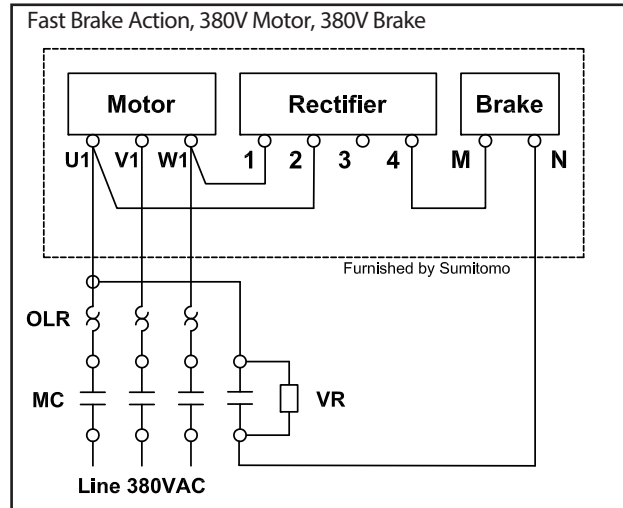 Fast Brake Action, 380V Motor, 380V Brake
Motor Rectifier Brake
U1 V1 W1 1 2 3 4 M N
Furnished by Sumitomo
OLR
MC VR
Line 380VAC